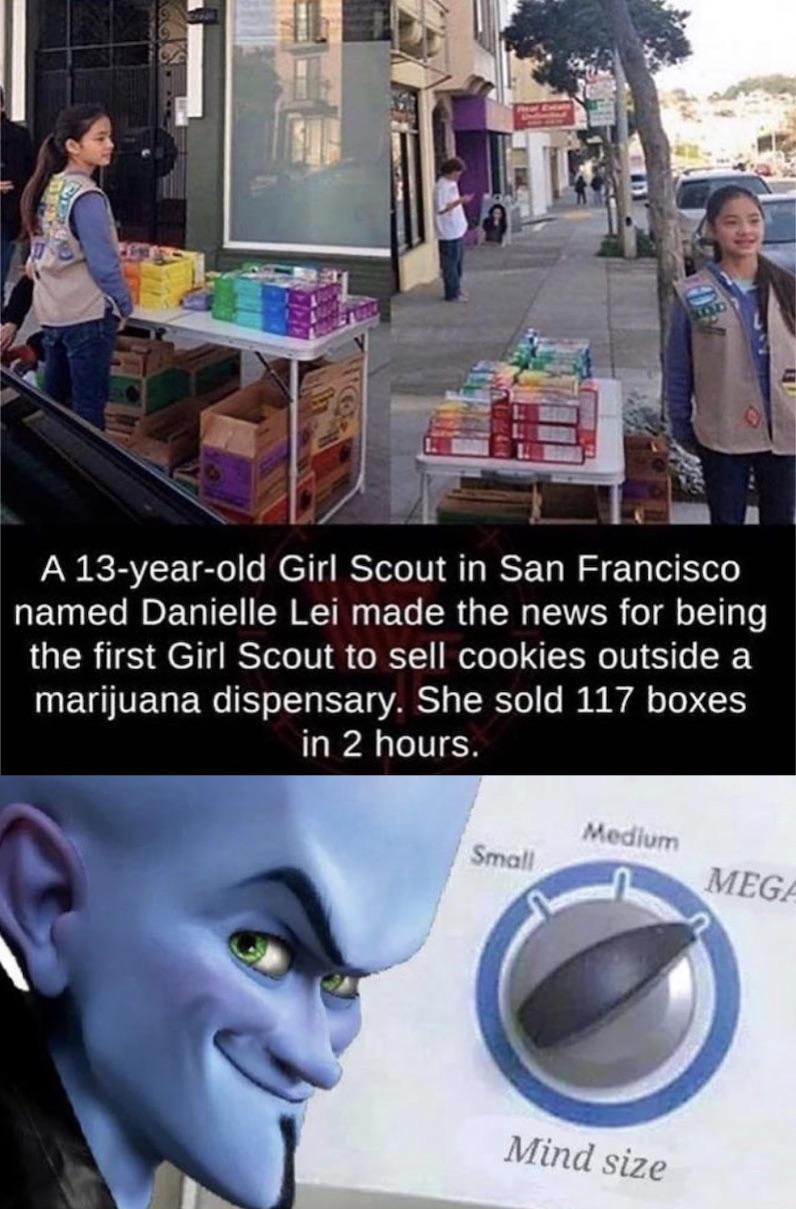 A 13-year-old Girl Scout in San Francisco
named Danielle Lei made the news for being
the first Girl Scout to sell cookies outside a
marijuana dispensary. She sold 117 boxes
in 2 hours.
Small
Medium
MEGA
Mind size